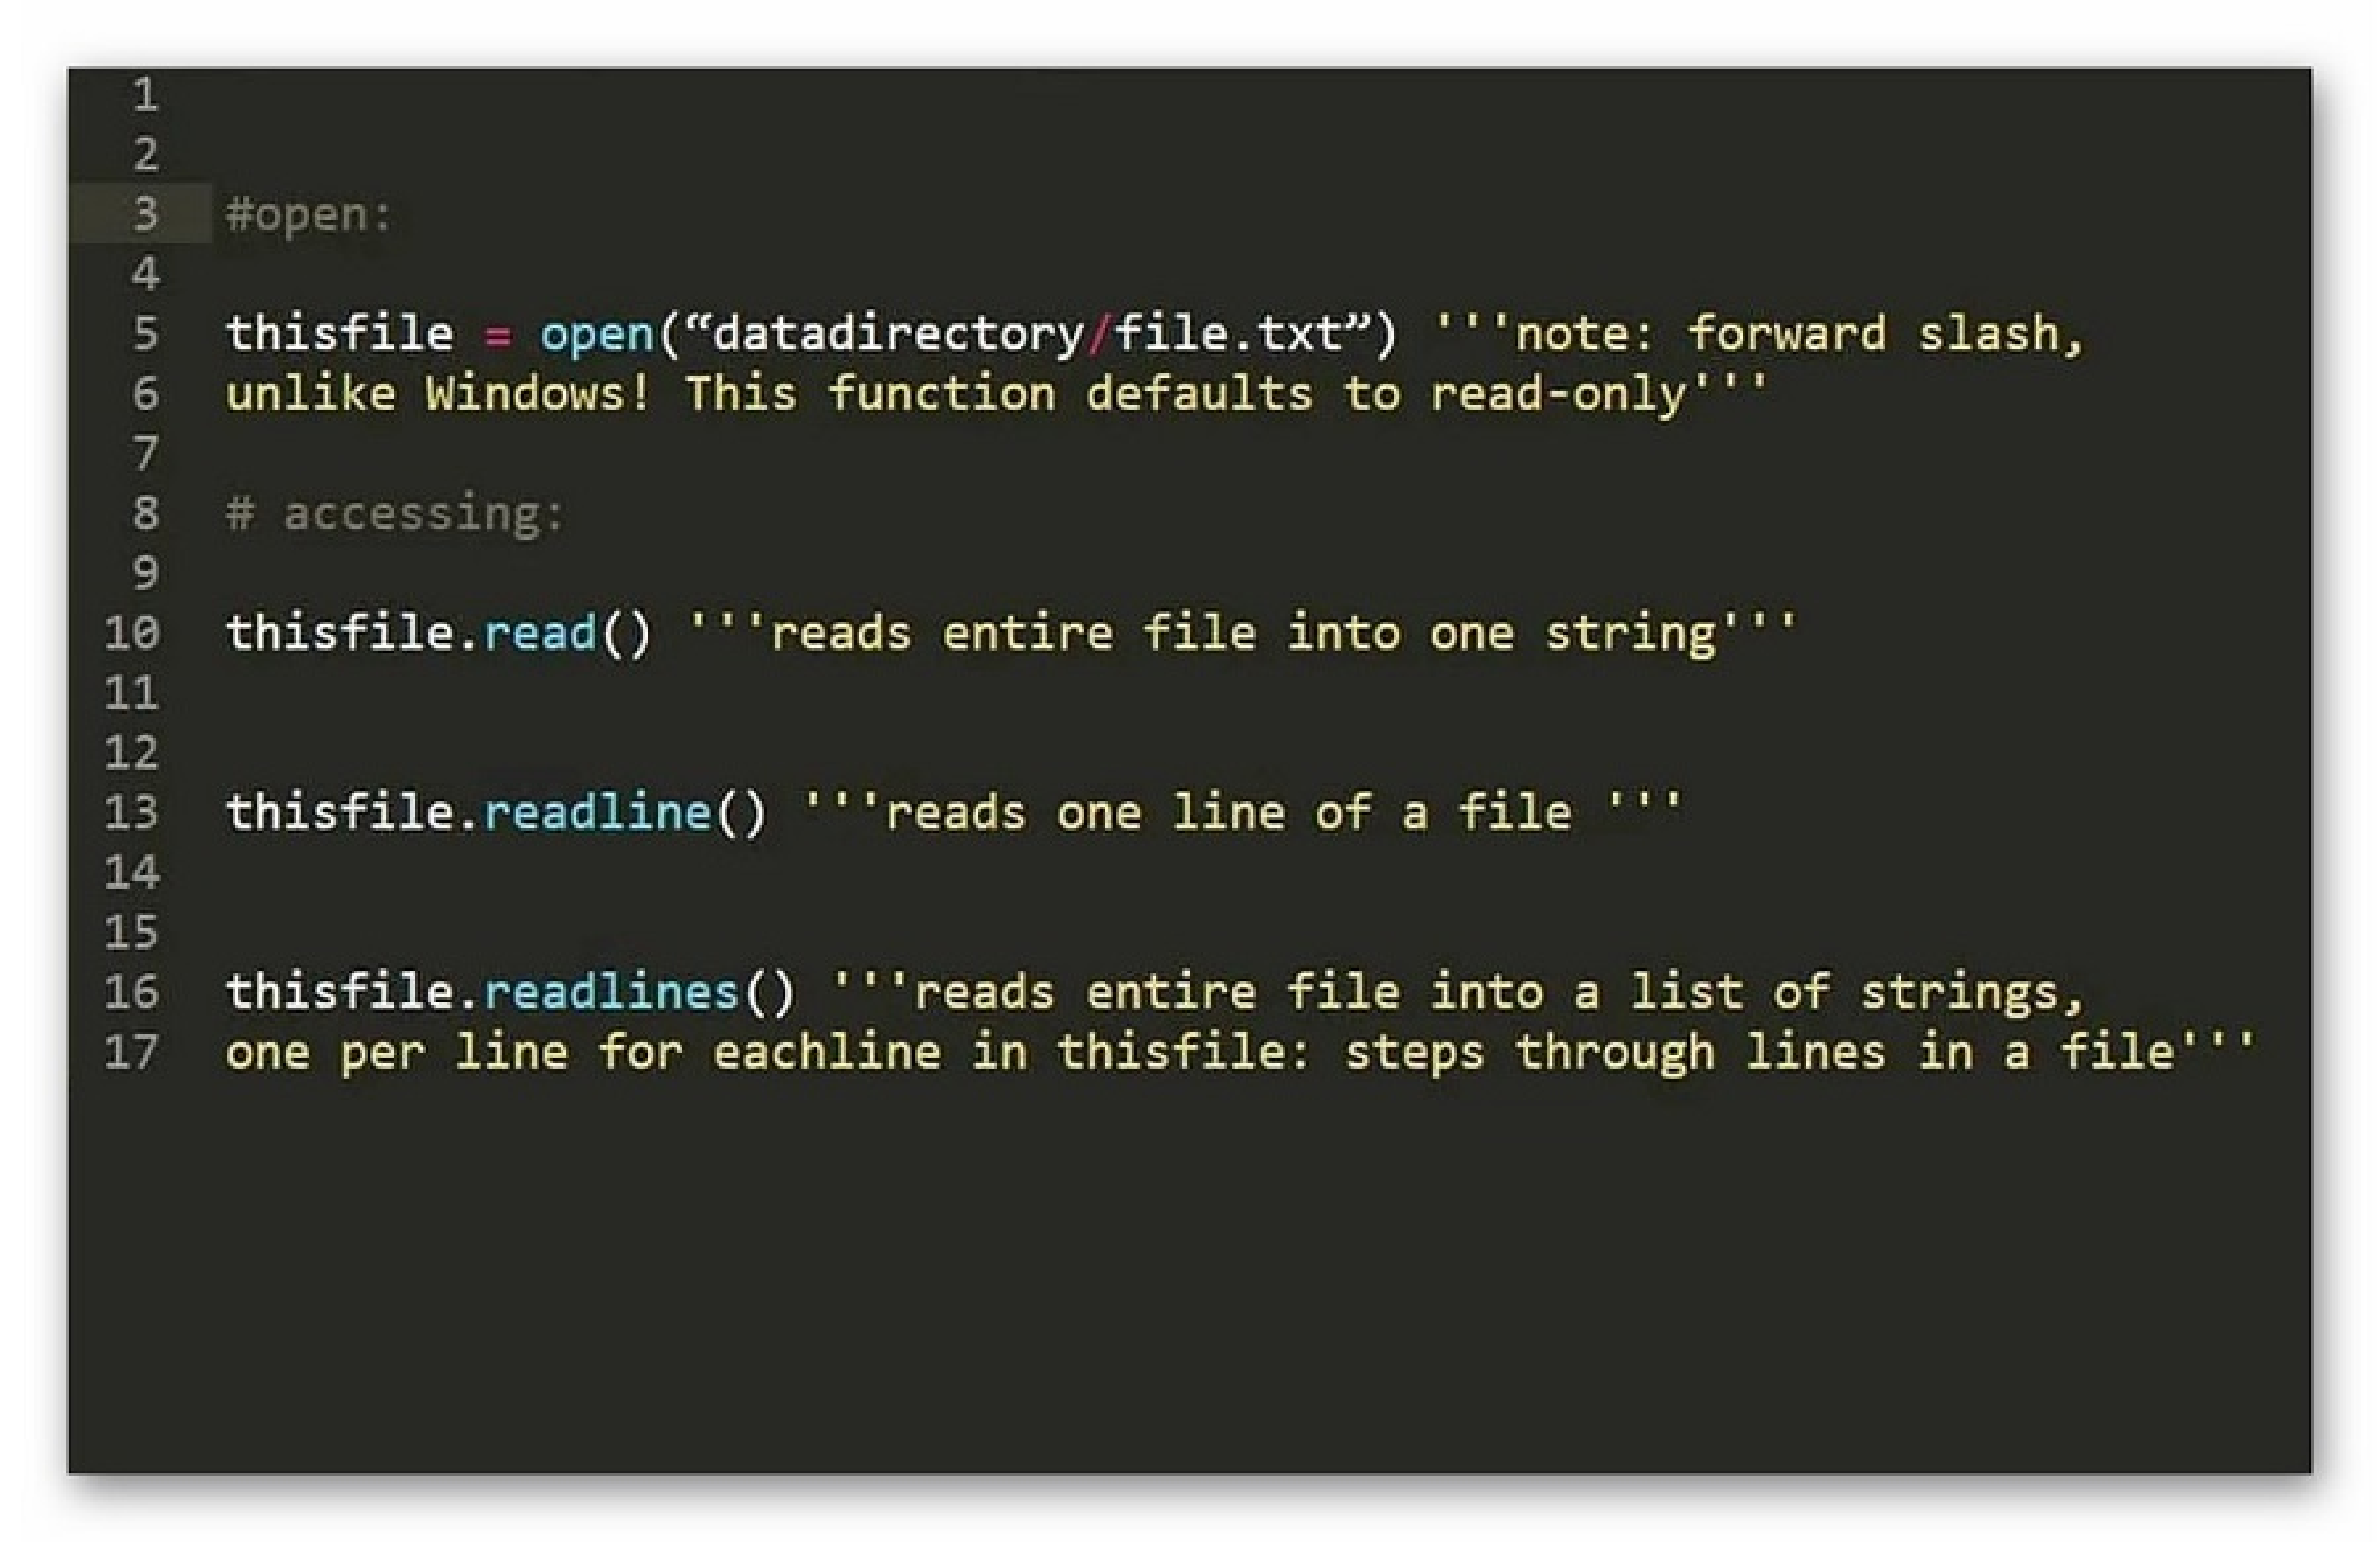 1
2
3 #open:
4
5 thisfile = open(“datadirectory/file.txt”) '''note: forward slash,
6 unlike Windows! This function defaults to read-only'''
7
8 # accessing:
9
10 thisfile.read() '''reads entire file into one string'''
11
12
13 thisfile.readline() '''reads one line of a file '''
14
15
16 thisfile.readlines() '''reads entire file into a list of strings,
17 one per line for eachline in thisfile: steps through lines in a file'''